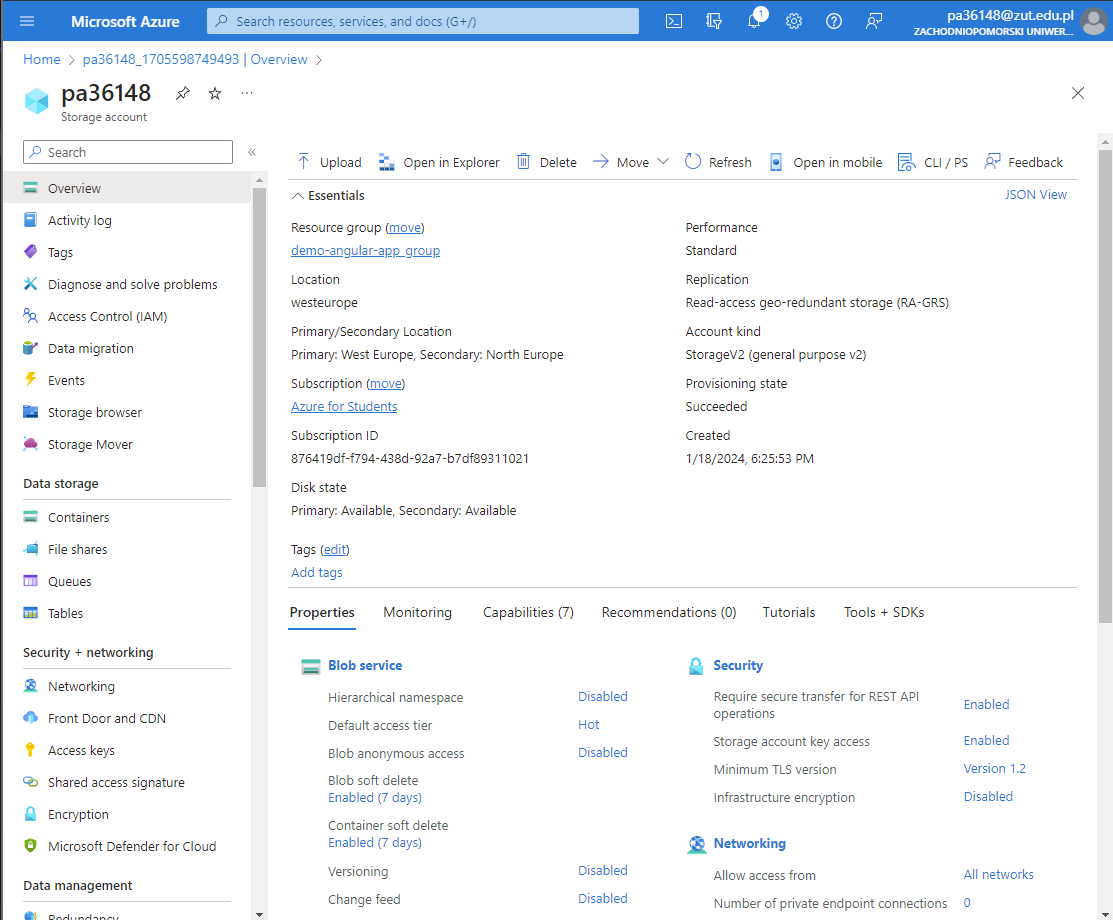 Microsoft Azure
Search resources, services, and docs (G+/)
1
pa36148@zut.edu.pl
ZACHODNIOPOMORSKI UNIWER...
Home > pa36148_1705598749493 | Overview >
pa36148
Storage account
Search
Overview
Activity log
Tags
Diagnose and solve problems
Access Control (IAM)
Data migration
Events
Storage browser
Storage Mover
Data storage
Containers
File shares
Queues
Tables
Security + networking
Networking
Front Door and CDN
Access keys
Shared access signature
Encryption
Microsoft Defender for Cloud
Data management
Redundancy
Upload Open in Explorer Delete Move Refresh Open in mobile CLI / PS Feedback
Essentials
JSON View
Resource group (move)
demo-angular-app_group
Location
westeurope
Primary/Secondary Location
Primary: West Europe, Secondary: North Europe
Subscription (move)
Azure for Students
Subscription ID
876419df-f794-438d-92a7-b7df89311021
Disk state
Primary: Available, Secondary: Available
Performance
Standard
Replication
Read-access geo-redundant storage (RA-GRS)
Account kind
StorageV2 (general purpose v2)
Provisioning state
Succeeded
Created
1/18/2024, 6:25:53 PM
Tags (edit)
Add tags
Properties Monitoring Capabilities (7) Recommendations (0) Tutorials Tools + SDKs
Blob service
Hierarchical namespace Disabled
Default access tier Hot
Blob anonymous access Disabled
Blob soft delete
Enabled (7 days)
Container soft delete
Enabled (7 days)
Versioning Disabled
Change feed Disabled
Security
Require secure transfer for REST API
operations Enabled
Storage account key access Enabled
Minimum TLS version Version 1.2
Infrastructure encryption Disabled
Networking
Allow access from All networks
Number of private endpoint connections 0